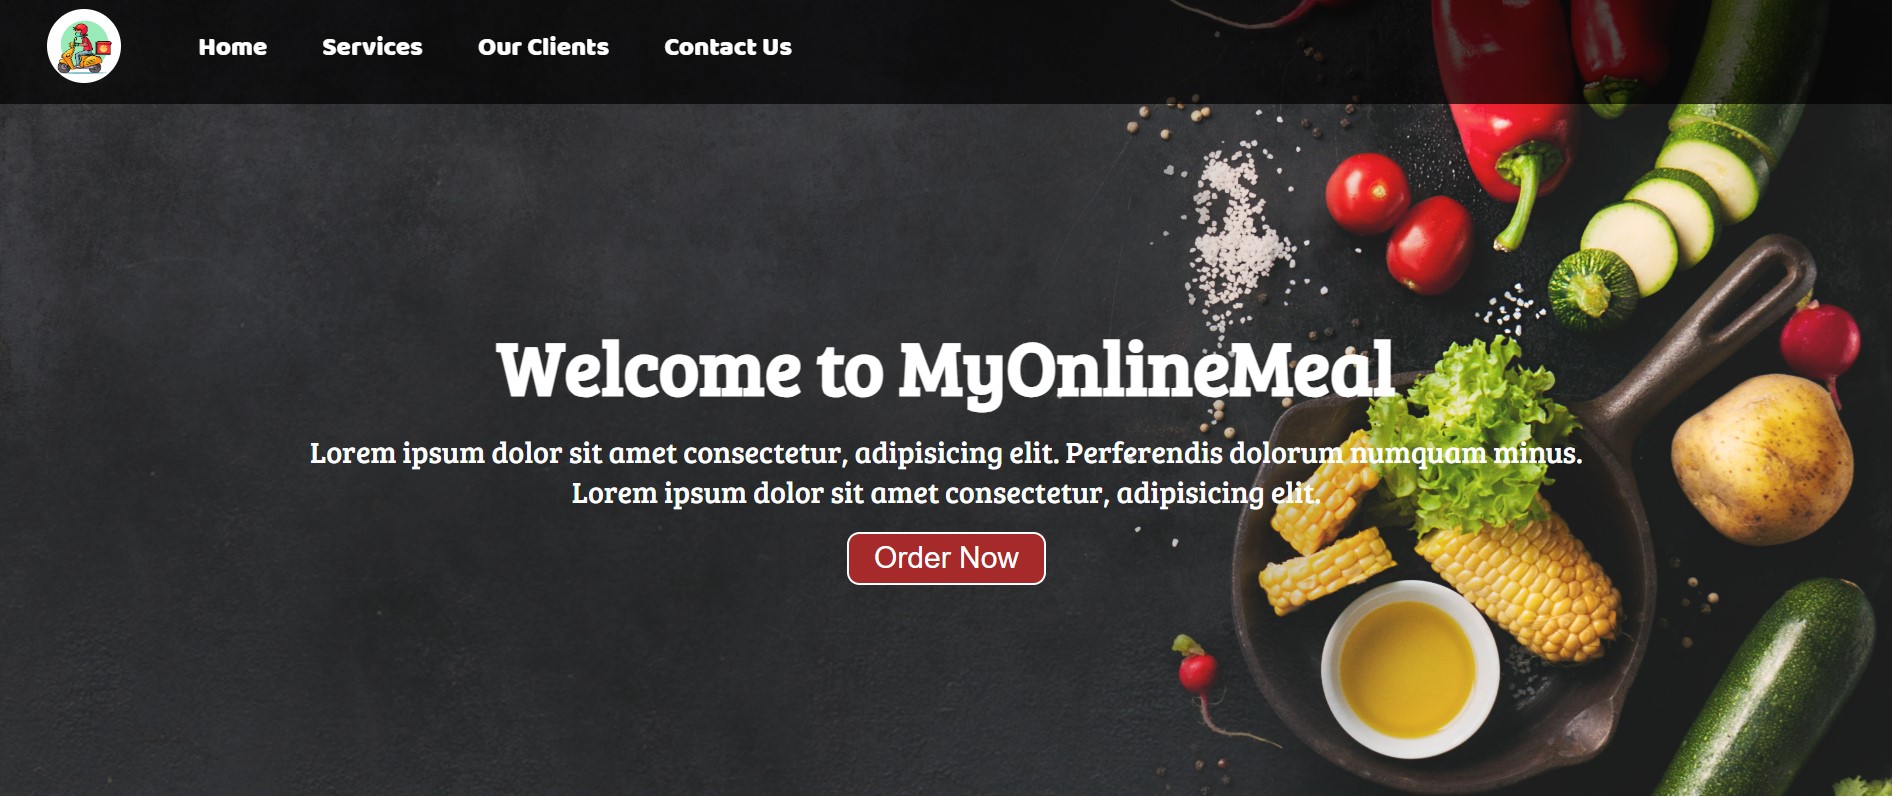 Home Services Our Clients Contact Us
Welcome to MyOnlineMeal
Lorem ipsum dolor sit amet consectetur, adipisicing elit. Perferendis dolorum numquam minus.
Lorem ipsum dolor sit amet consectetur, adipisicing elit.
Order Now